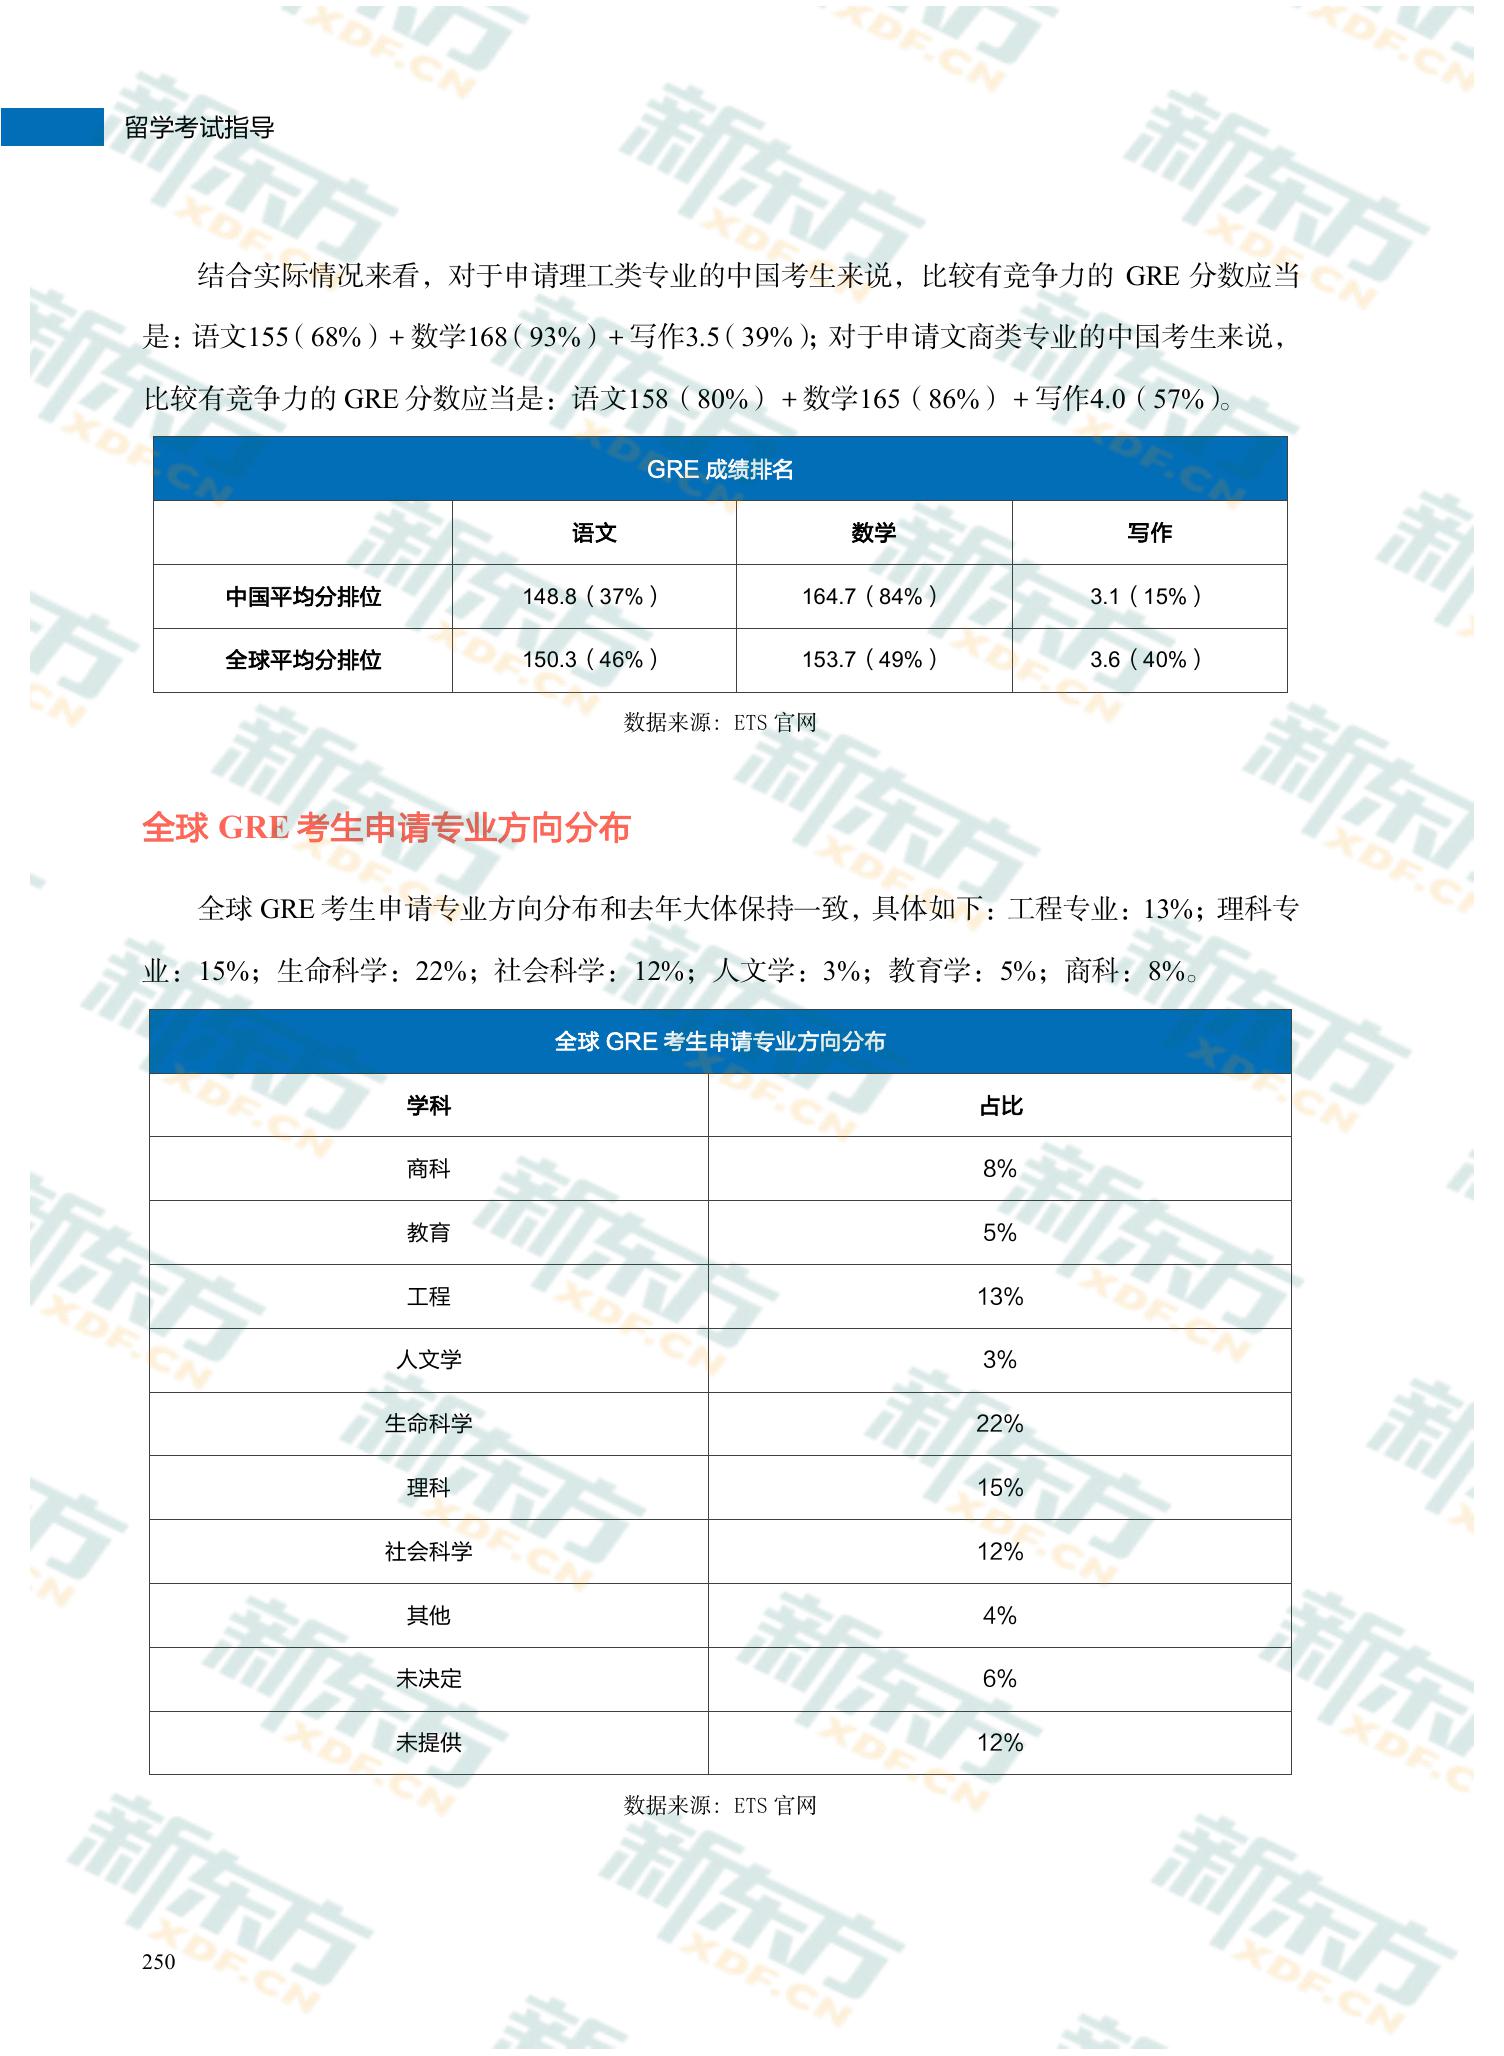 留学考试指导
结合实际情况来看，对于申请理工类专业的中国考生来说，比较有竞争力的 GRE 分数应当
是：语文155（68%）+数学168（93%）+写作3.5（39%）；对于申请文商类专业的中国考生来说，
比较有竞争力的 GRE 分数应当是：语文158（80%）+数学165（86%）+写作4.0（57%）。
GRE 成绩排名
语文 数学 写作
中国平均分排位 148.8（37%） 164.7（84%） 3.1（15%）
全球平均分排位 150.3（46%） 153.7（49%） 3.6（40%）
数据来源：ETS 官网
全球 GRE 考生申请专业方向分布
全球 GRE 考生申请专业方向分布和去年大体保持一致，具体如下：工程专业：13%；理科专
业：15%；生命科学：22%；社会科学：12%；人文学：3%；教育学：5%；商科：8%。
全球 GRE 考生申请专业方向分布
学科 占比
商科 8%
教育 5%
工程 13%
人文学 3%
生命科学 22%
理科 15%
社会科学 12%
其他 4%
未决定 6%
未提供 12%
数据来源：ETS 官网
250
新东方
XDF.CN